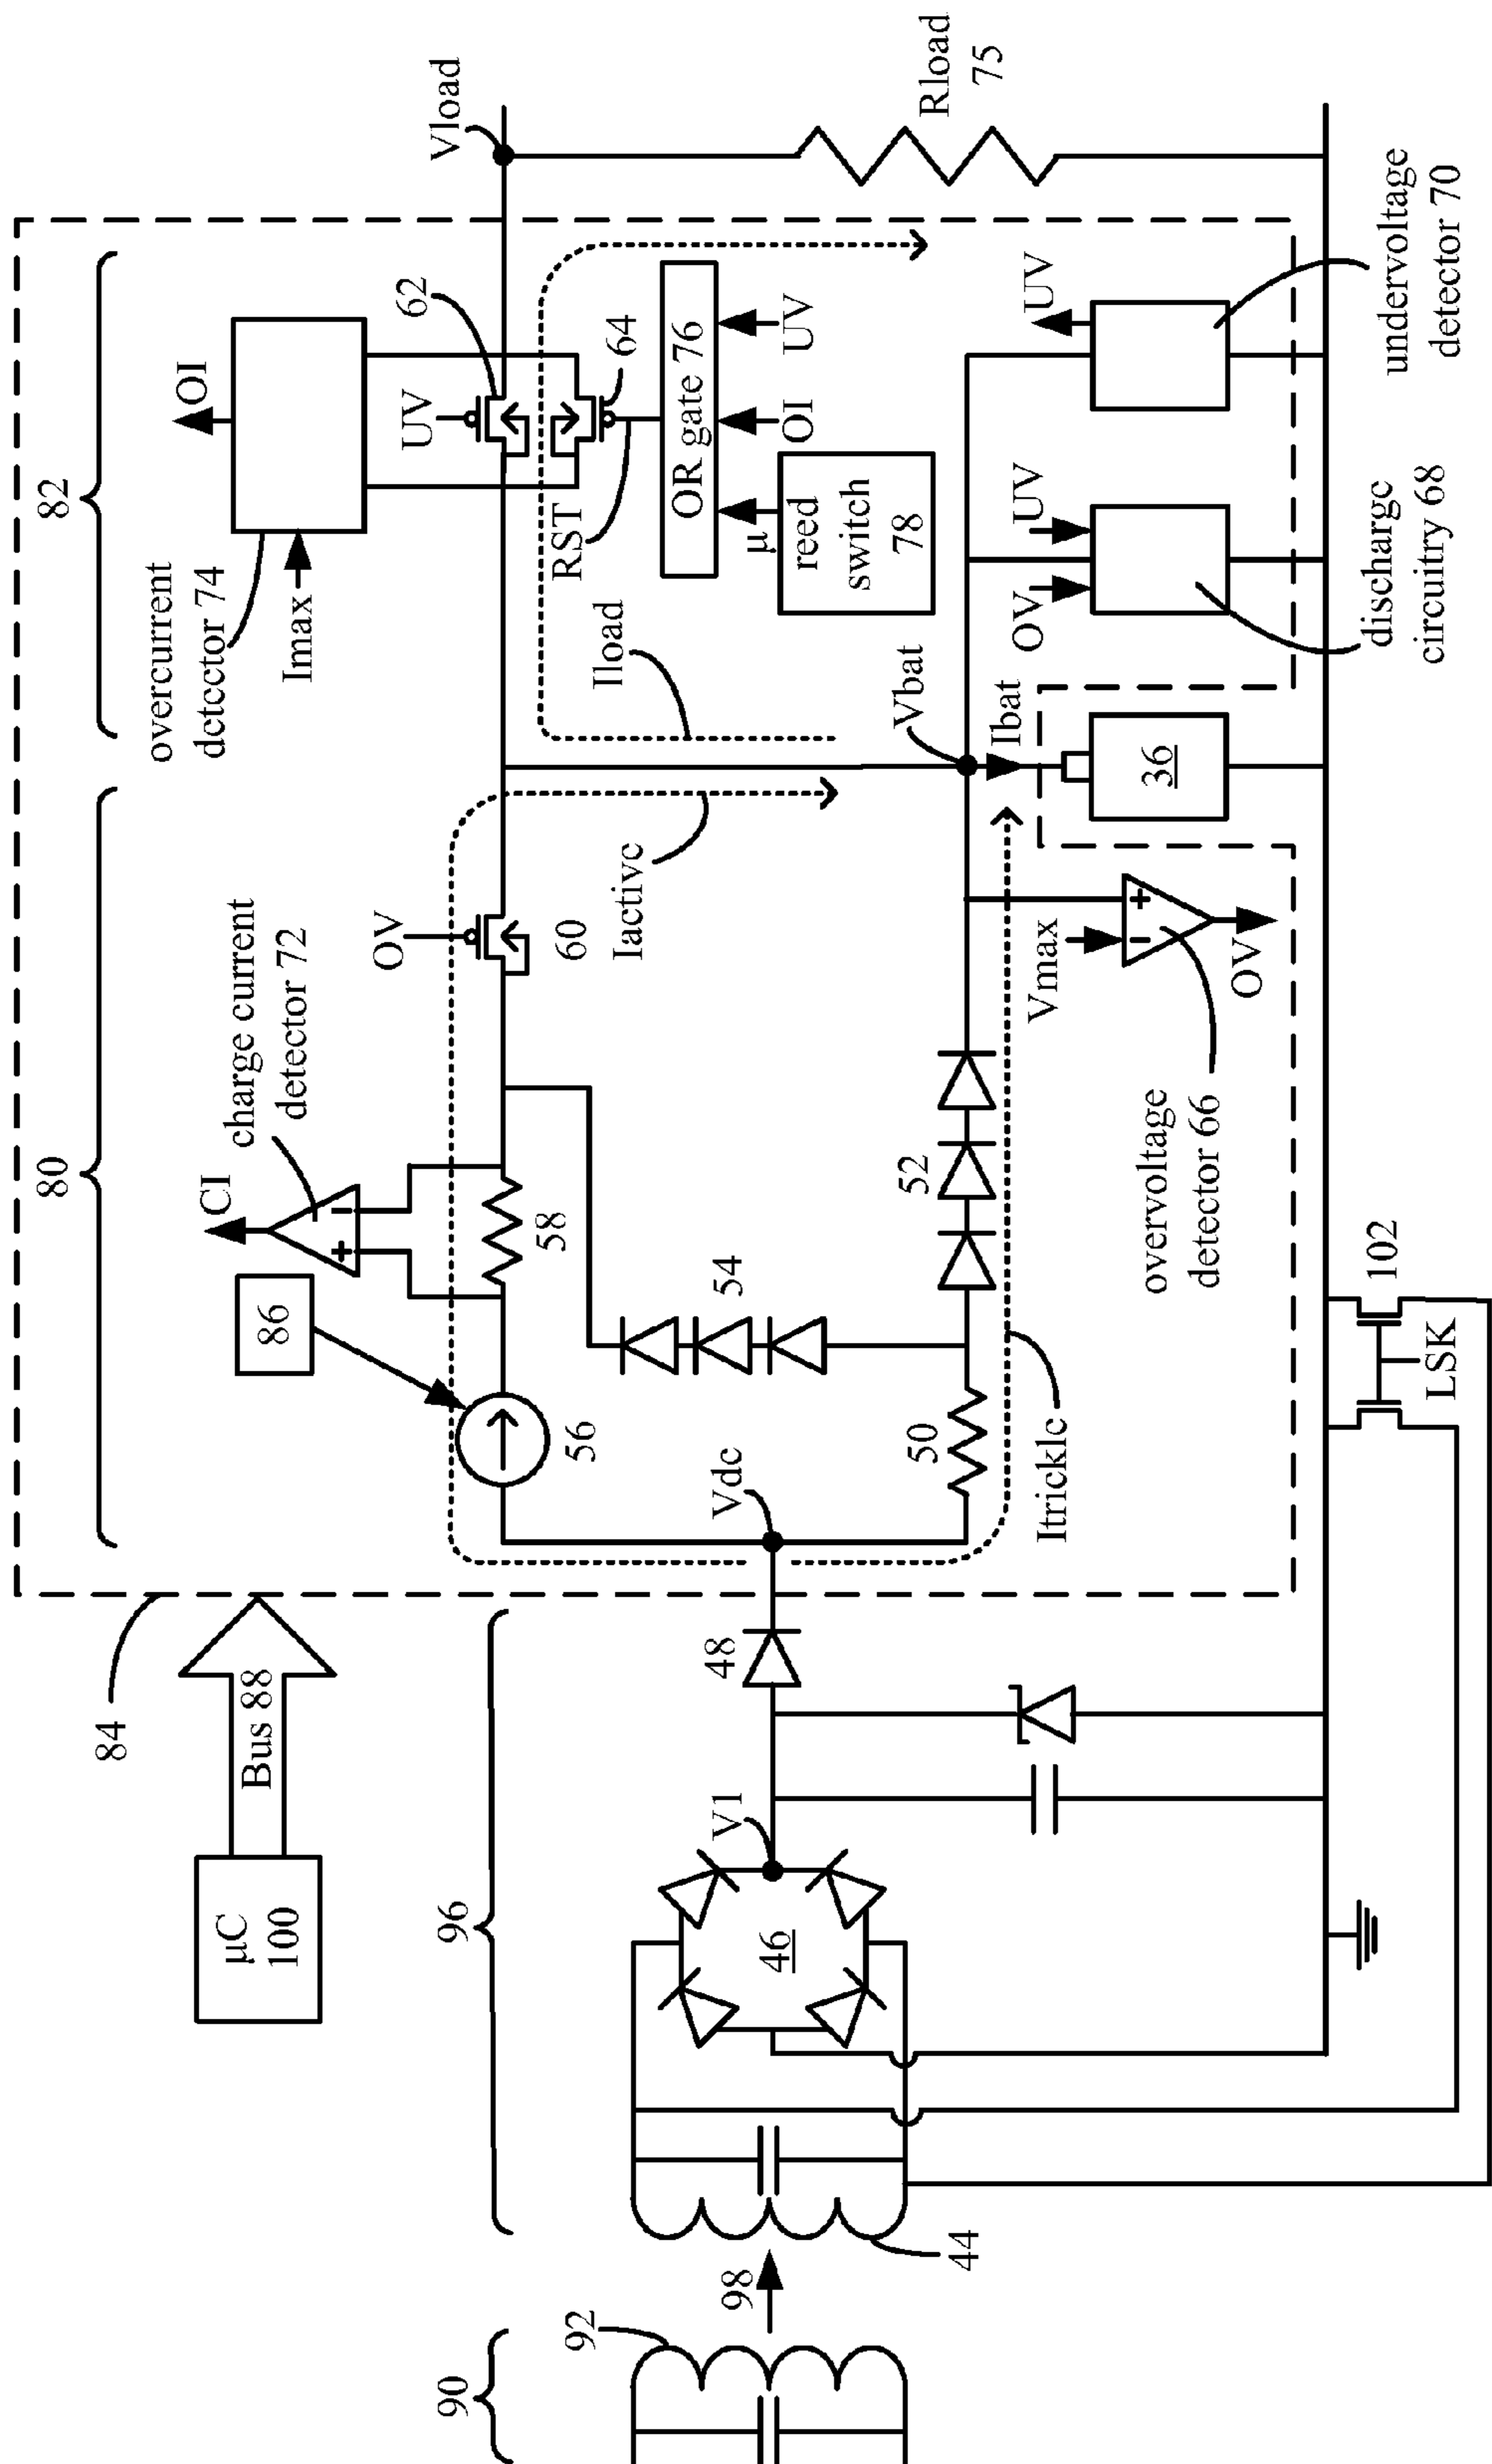 80
82
84
µC
100
Bus 88
CI
charge current
detector 72
overcurrent
detector 74
OI
Imax
86
OV
UV
62
90
96
56
58
60
RST
64
92
98
V1
48
Vdc
54
Iactive
Iload
µ
OI
UV
OR gate 76
reed
switch
78
Vload
46
44
50
52
Vbat
Ibat
Rload
75
Itrickle
Vmax
OV
UV
UV
36
overvoltage
detector 66
OV
discharge
circuitry 68
undervoltage
detector 70
LSK
102